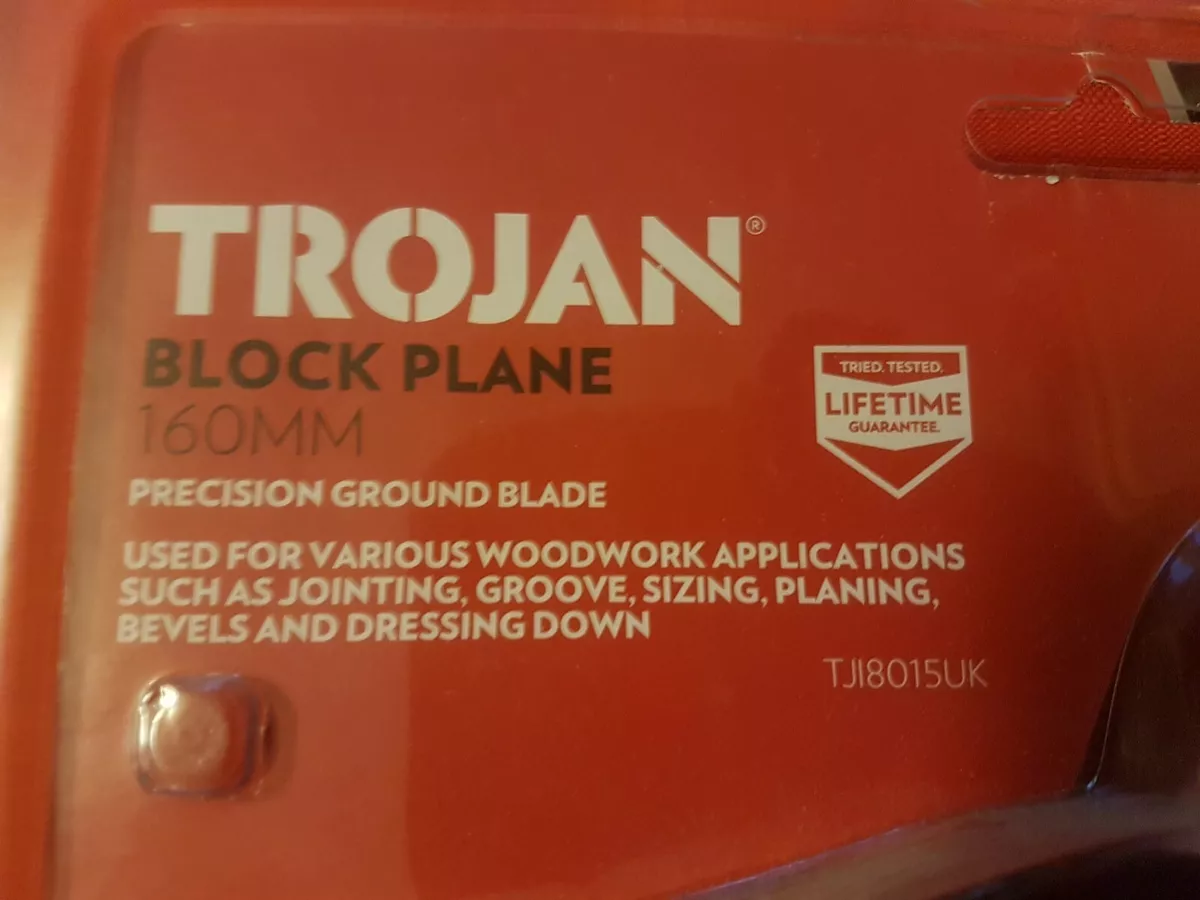 TROJAN®
BLOCK PLANE
160MM
TRIED. TESTED.
LIFETIME
GUARANTEE.
PRECISION GROUND BLADE
USED FOR VARIOUS WOODWORK APPLICATIONS
SUCH AS JOINTING, GROOVE, SIZING, PLANING,
BEVELS AND DRESSING DOWN
TJI8015UK